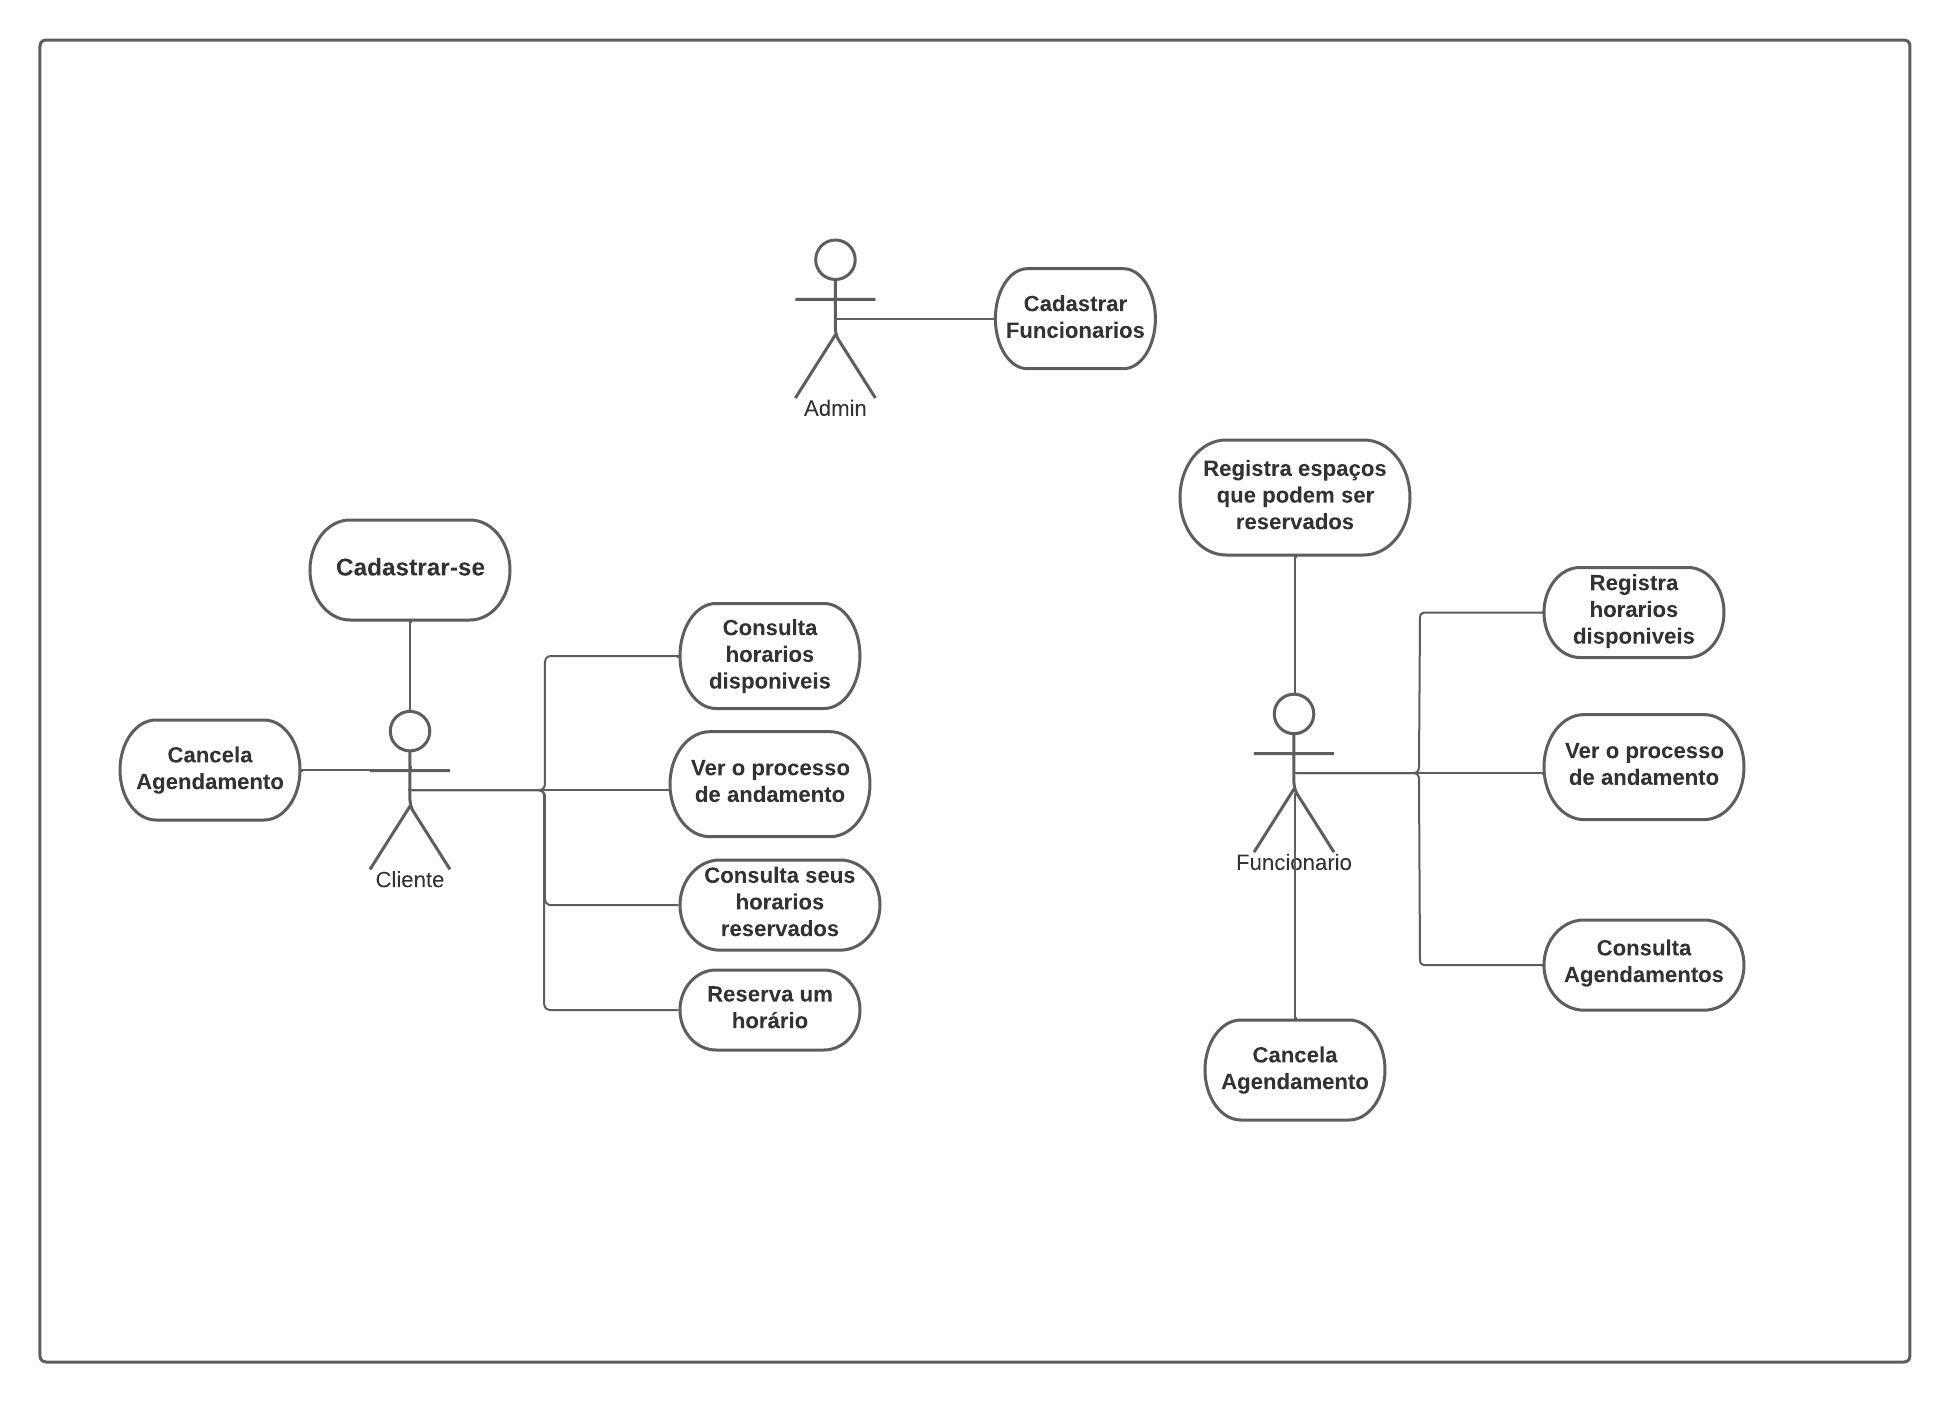 Cadastrar
Funcionarios
Admin
Registra espaços
que podem ser
reservados
Cadastrar-se
Registra
horarios
disponiveis
Consulta
horarios
disponiveis
Cancela
Agendamento
Ver o processo
de andamento
Ver o processo
de andamento
Cliente
Funcionario
Consulta seus
horarios
reservados
Consulta
Agendamentos
Reserva um
horário
Cancela
Agendamento